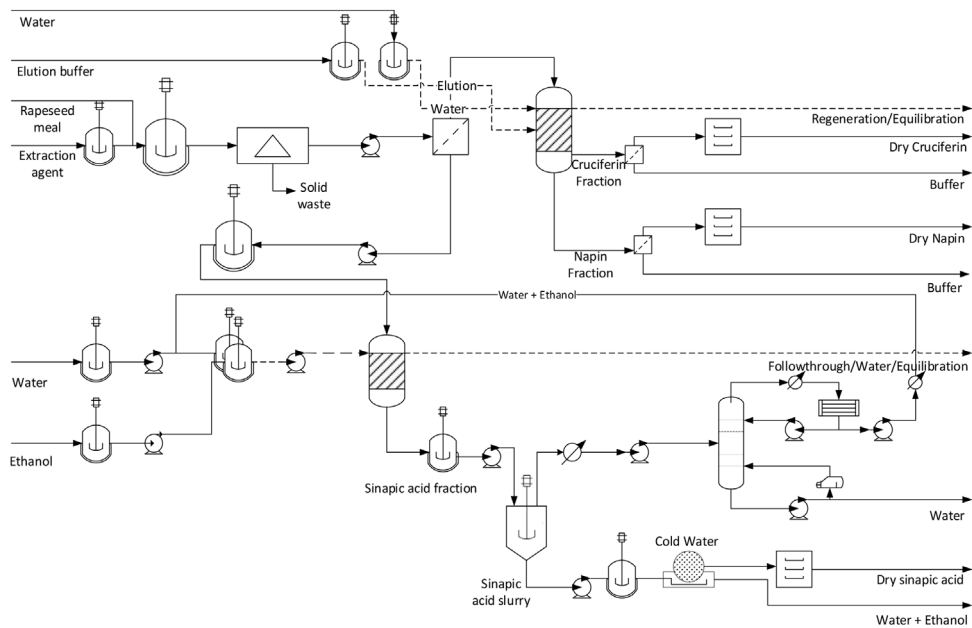 Water
Elution buffer
Elution
Water
Rapeseed
meal
Extraction
agent
Regeneration/Equilibration
Dry Cruciferin
Cruciferin
Fraction
Buffer
Solid
waste
Dry Napin
Napin
Fraction
Buffer
Water + Ethanol
Water
Followthrough/Water/Equilibration
Ethanol
Sinapic acid fraction
Water
Cold Water
Sinapic
acid slurry
Dry sinapic acid
Water + Ethanol